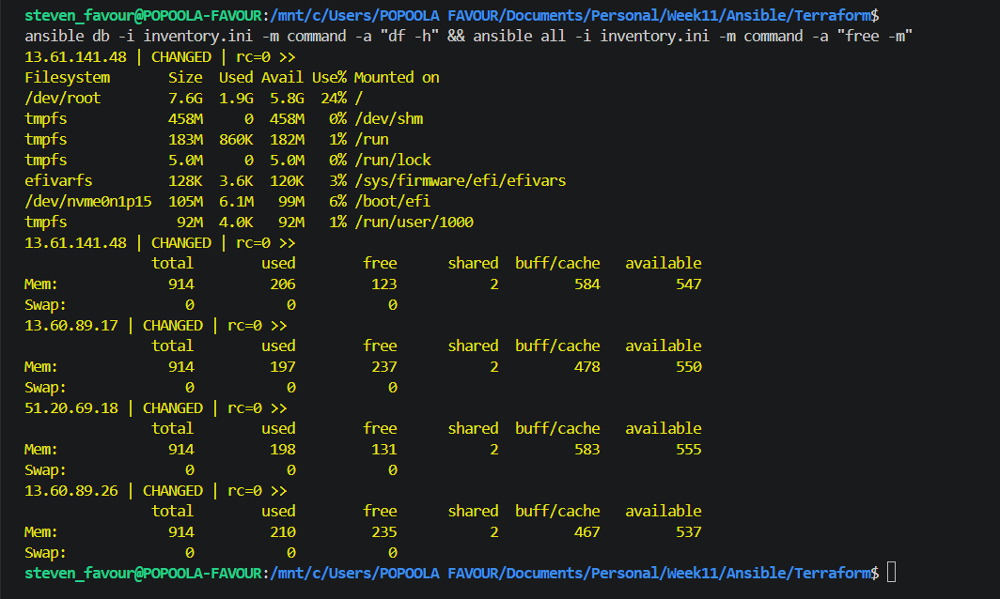 steven_favour@POPOOLA-FAVOUR:/mnt/c/Users/POPOOLA FAVOUR/Documents/Personal/Week11/Ansible/Terraform$
ansible db -i inventory.ini -m command -a "df -h" && ansible all -i inventory.ini -m command -a "free -m"
13.61.141.48 | CHANGED | rc=0 >>
Filesystem       Size  Used Avail Use% Mounted on
/dev/root        7.6G  1.9G  5.8G  24% /
tmpfs            458M     0  458M   0% /dev/shm
tmpfs            183M  860K  182M   1% /run
tmpfs            5.0M     0  5.0M   0% /run/lock
efivarfs         128K  3.6K  120K   3% /sys/firmware/efi/efivars
/dev/nvme0n1p15  105M  6.1M   99M   6% /boot/efi
tmpfs             92M  4.0K   92M   1% /run/user/1000
13.61.141.48 | CHANGED | rc=0 >>
               total        used        free      shared  buff/cache   available
Mem:             914         206         123           2         584         547
Swap:              0           0           0
13.60.89.17 | CHANGED | rc=0 >>
               total        used        free      shared  buff/cache   available
Mem:             914         197         237           2         478         550
Swap:              0           0           0
51.20.69.18 | CHANGED | rc=0 >>
               total        used        free      shared  buff/cache   available
Mem:             914         198         131           2         583         555
Swap:              0           0           0
13.60.89.26 | CHANGED | rc=0 >>
               total        used        free      shared  buff/cache   available
Mem:             914         210         235           2         467         537
Swap:              0           0           0
steven_favour@POPOOLA-FAVOUR:/mnt/c/Users/POPOOLA FAVOUR/Documents/Personal/Week11/Ansible/Terraform$